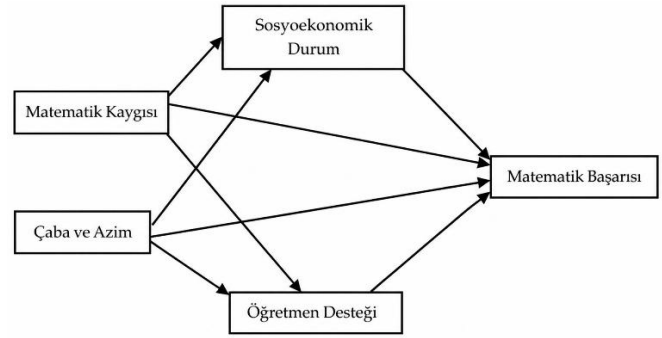 Sosyoekonomik
Durum
Matematik Kaygısı
Matematik Başarısı
Çaba ve Azim
Öğretmen Desteği